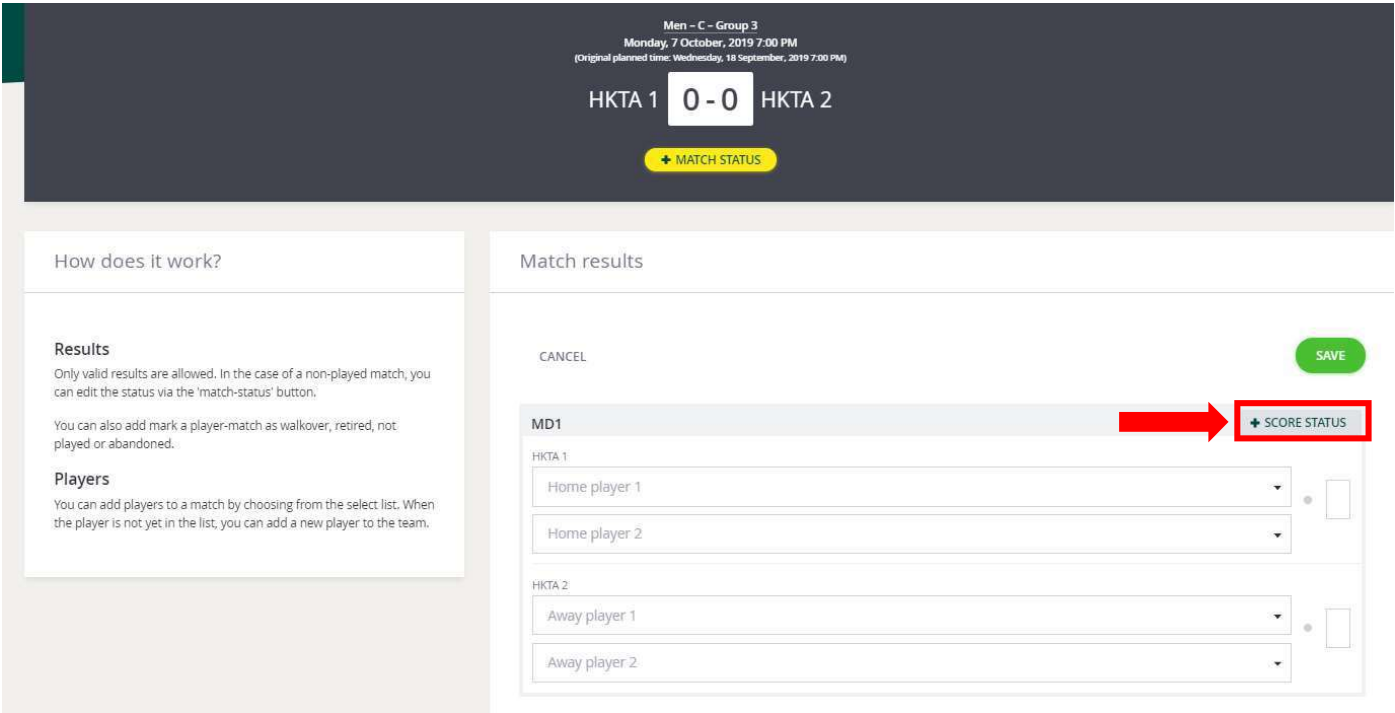 Men – C – Group 3
Monday, 7 October, 2019 7:00 PM
(Original planned time: Wednesday, 18 September, 2019 7:00 PM)
HKTA 1 0 - 0 HKTA 2
+ MATCH STATUS
How does it work?
Results
Only valid results are allowed. In the case of a non-played match, you
can edit the status via the 'match-status' button.
You can also add mark a player-match as walkover, retired, not
played or abandoned.
Players
You can add players to a match by choosing from the select list. When
the player is not yet in the list, you can add a new player to the team.
Match results
CANCEL
SAVE
MD1
+ SCORE STATUS
HKTA 1
Home player 1
Home player 2
HKTA 2
Away player 1
Away player 2